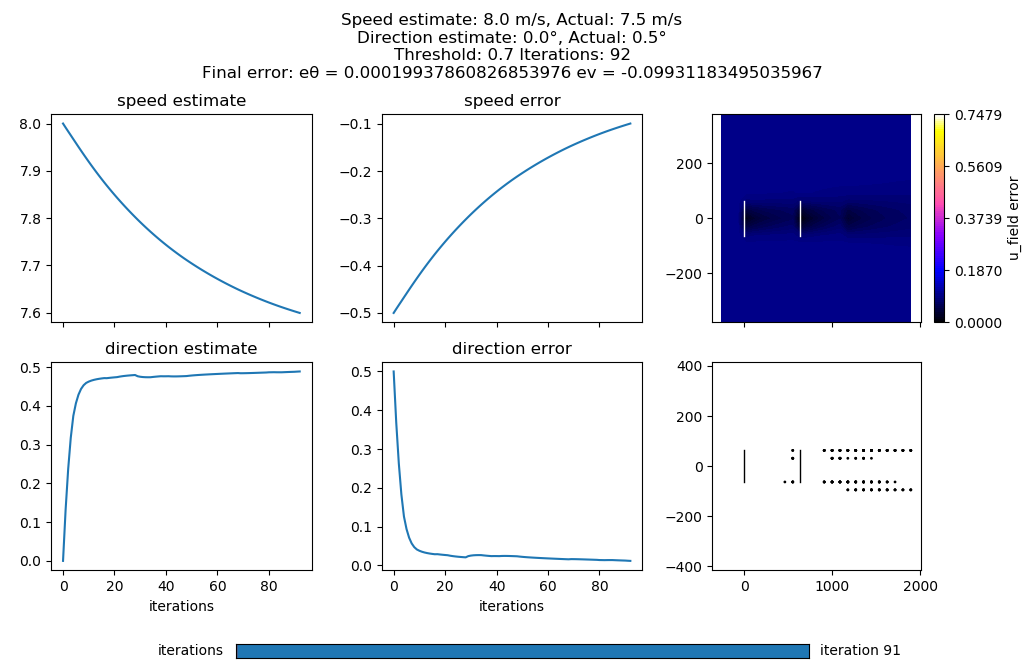 Speed estimate: 8.0 m/s, Actual: 7.5 m/s
Direction estimate: 0.0°, Actual: 0.5°
Threshold: 0.7 Iterations: 92
Final error: eθ = 0.00019937860826853976 ev = -0.09931183495035967
speed estimate
8.0
7.9
7.8
7.7
7.6
speed error
−0.1
−0.2
−0.3
−0.4
−0.5
200
0
−200
0.7479
0.5609
0.3739
0.1870
0.0000
u_field error
direction estimate
0.5
0.4
0.3
0.2
0.1
0.0
0 20 40 60 80
iterations
direction error
0.5
0.4
0.3
0.2
0.1
0.0
0 20 40 60 80
iterations
400
200
0
−200
−400
0 1000 2000
iterations iteration 91